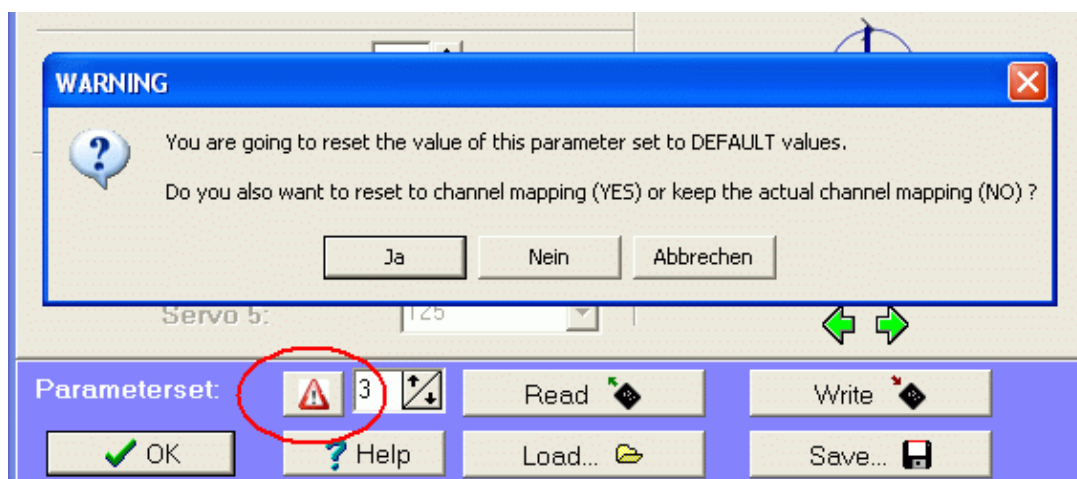 WARNING
You are going to reset the value of this parameter set to DEFAULT values.
Do you also want to reset to channel mapping (YES) or keep the actual channel mapping (NO) ?
Ja Nein Abbrechen
Servo 5: 125
Parameterset: 3 Read Write
OK Help Load... Save...